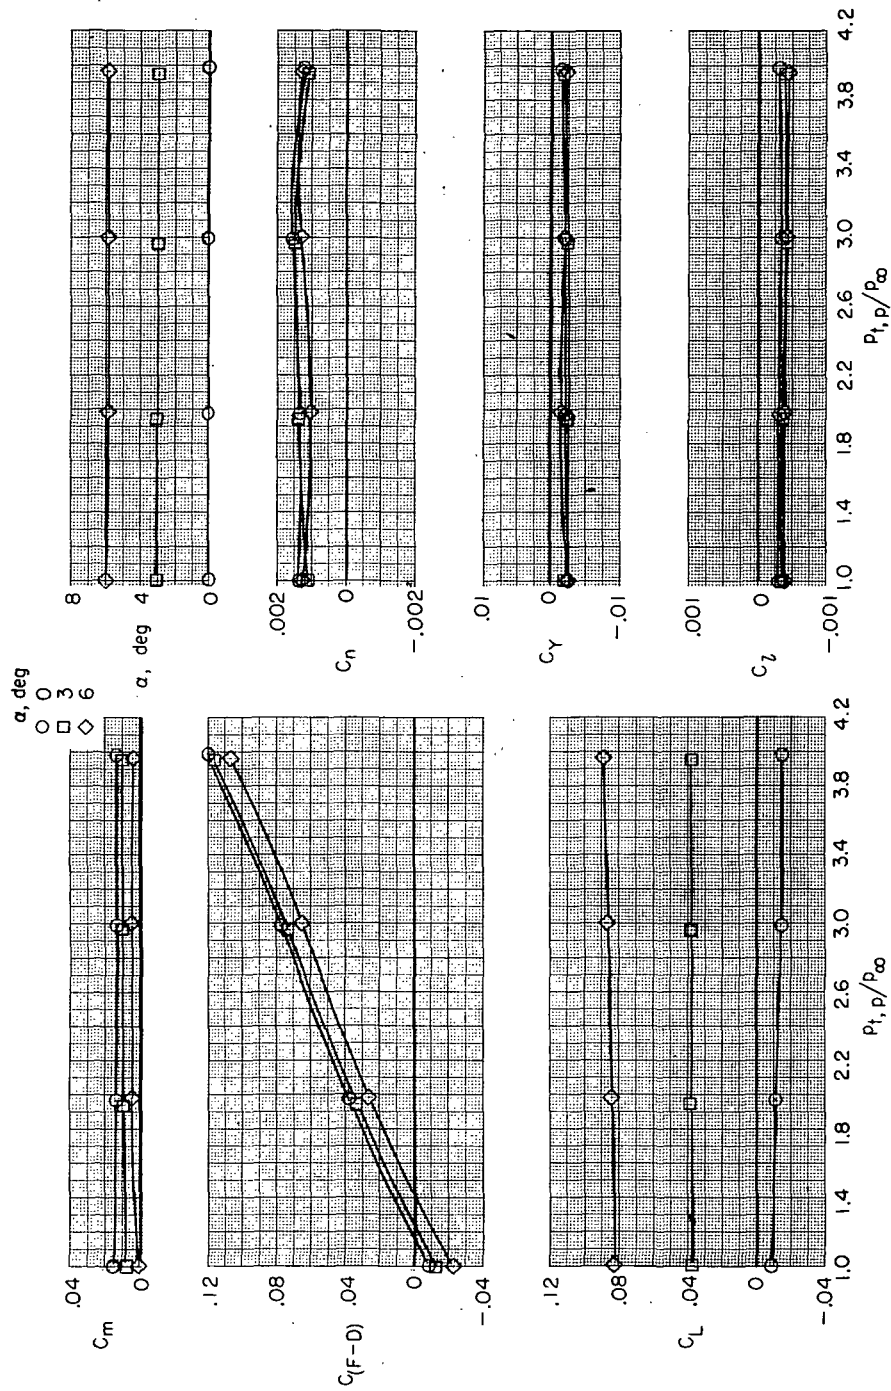 α, deg
○ 0
□ 3
◇ 6
.04
C_m
0
.12
.08
C_(F-D)
.04
0
-.04
.12
.08
C_L
.04
0
-.04
1.0 1.4 1.8 2.2 2.6 3.0 3.4 3.8 4.2
p_t,p/p_∞
8
α, deg
4
0
.002
C_n
0
-.002
.01
C_Y
0
-.01
.001
C_l
0
-.001
1.0 1.4 1.8 2.2 2.6 3.0 3.4 3.8 4.2
p_t,p/p_∞